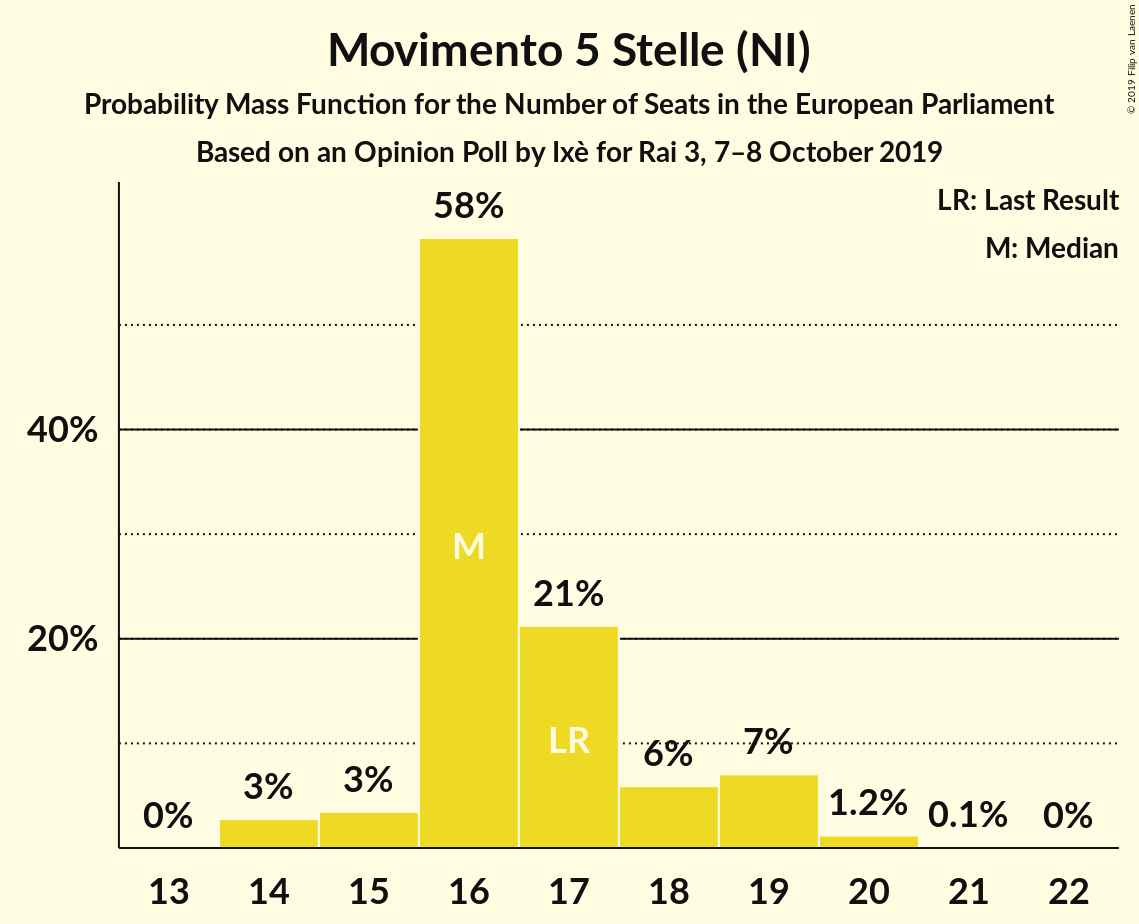 Movimento 5 Stelle (NI)
Probability Mass Function for the Number of Seats in the European Parliament
Based on an Opinion Poll by Ixè for Rai 3, 7–8 October 2019
© 2019 Filip van Laenen
LR: Last Result
M: Median
58%
40%
M
21%
20%
LR
6%
7%
3%
3%
0%
1.2%
0.1%
0%
13 14 15 16 17 18 19 20 21 22